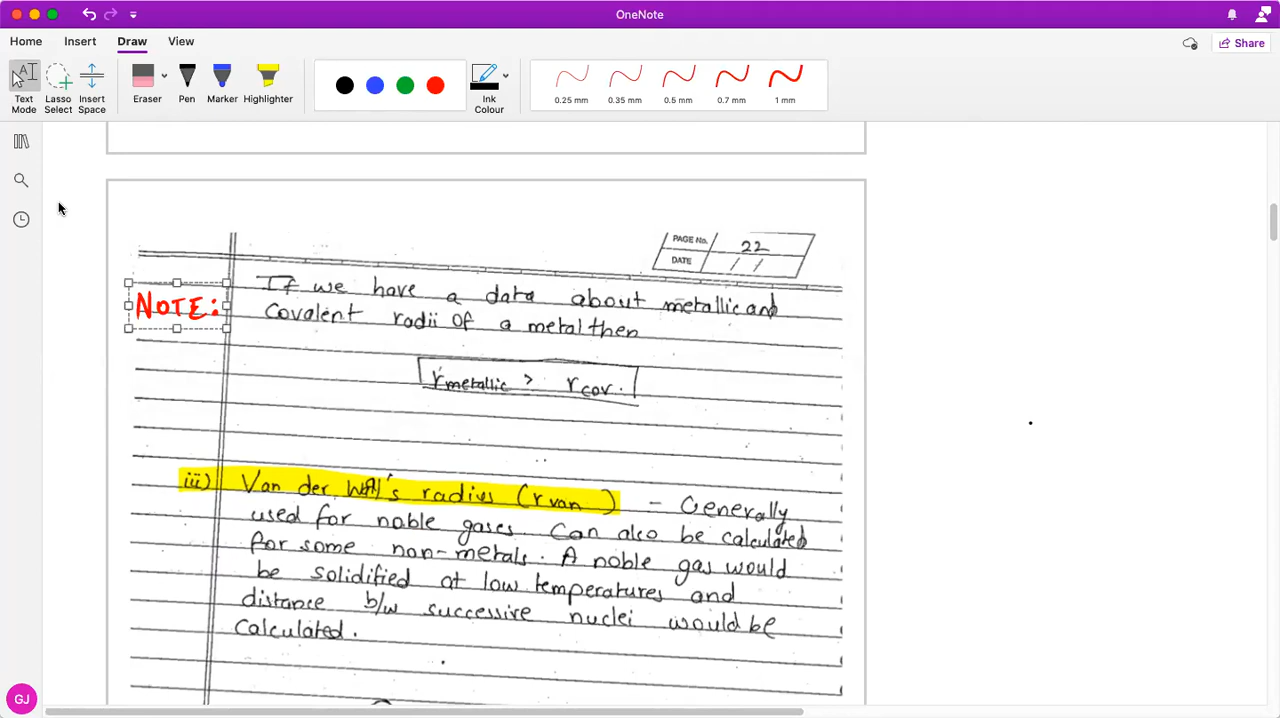 OneNote
Home Insert Draw View
Share
Text Mode
Lasso Select
Insert Space
Eraser
Pen
Marker
Highlighter
Ink Colour
0.25 mm
0.35 mm
0.5 mm
0.7 mm
1 mm
PAGE No. 22
DATE / /
NOTE: If we have a data about metallic and
Covalent radii of a metal then
rmetallic > rcov.
iii) Van der Wall's radius (rvan ) - Generally
used for noble gases. Can also be calculated
for some non-metals. A noble gas would
be solidified at low temperatures and
distance b/w successive nuclei would be
Calculated.
GJ